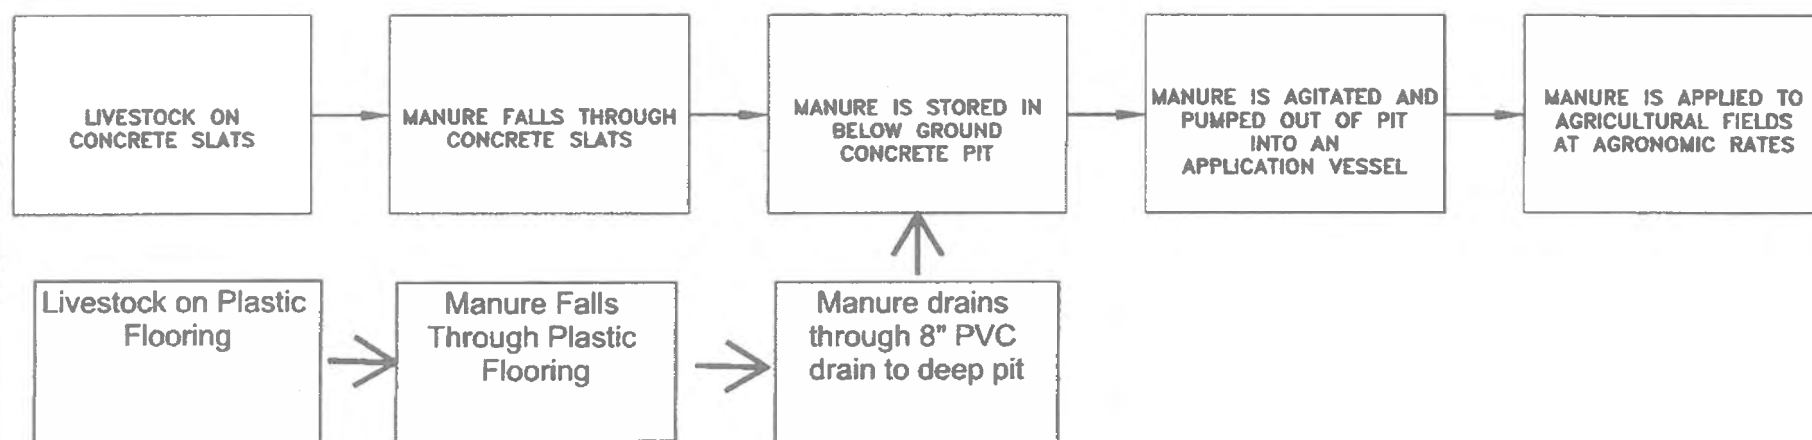 LIVESTOCK ON
CONCRETE SLATS
MANURE FALLS THROUGH
CONCRETE SLATS
MANURE IS STORED IN
BELOW GROUND
CONCRETE PIT
MANURE IS AGITATED AND
PUMPED OUT OF PIT
INTO AN
APPLICATION VESSEL
MANURE IS APPLIED TO
AGRICULTURAL FIELDS
AT AGRONOMIC RATES
Livestock on Plastic
Flooring
Manure Falls
Through Plastic
Flooring
Manure drains
through 8" PVC
drain to deep pit